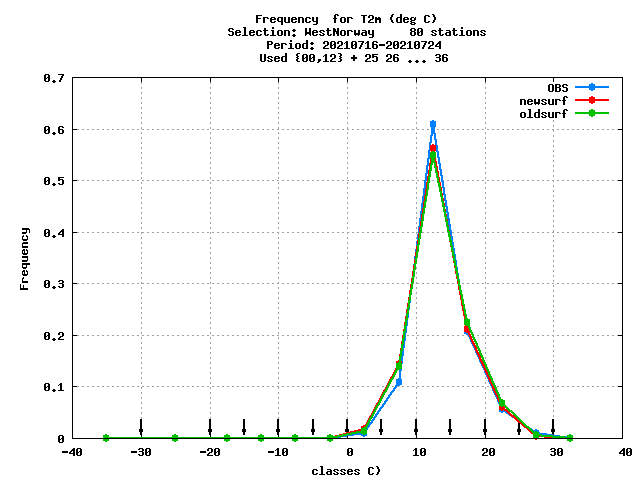 Frequency  for T2m (deg C)
Selection: WestNorway     80 stations
Period: 20210716-20210724
Used {00,12} + 25 26 ... 36
OBS
newsurf
oldsurf
Frequency
0.7
0.6
0.5
0.4
0.3
0.2
0.1
0
-40 -30 -20 -10 0 10 20 30 40
classes C)